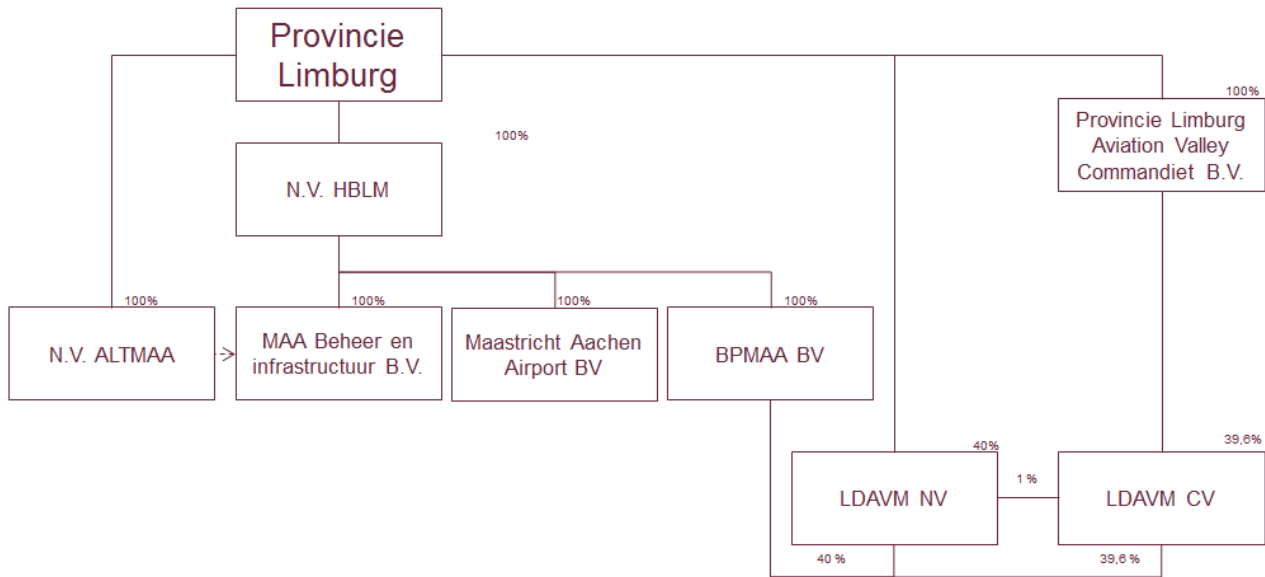 Provincie
Limburg
100%
100%
Provincie Limburg
Aviation Valley
Commandiet B.V.
N.V. HBLM
100%
100%
100%
100%
N.V. ALTMAA
MAA Beheer en
infrastructuur B.V.
Maastricht Aachen
Airport BV
BPMAA BV
40%
39,6%
LDAVM NV
1 %
LDAVM CV
40 %
39,6 %